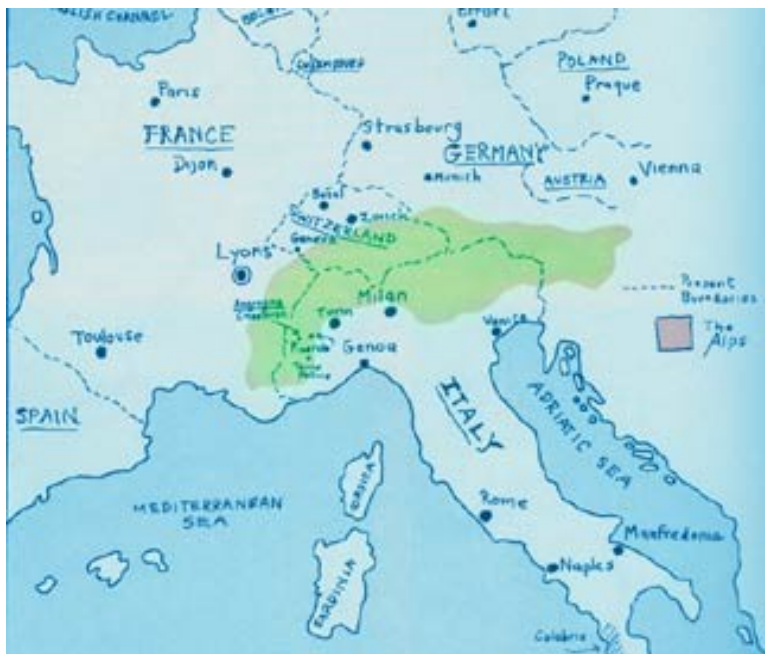 ENGLISH CHANNEL
Erfurt
POLAND
Prague
Paris
FRANCE
Dijon
Strasbourg
GERMANY
Munich
AUSTRIA
Vienna
Basel
Zurich
SWITZERLAND
Geneva
Lyons
Milan
Turin
Present
Boundaries
The
Alps
Venice
Toulouse
Genoa
SPAIN
ITALY
ADRIATIC SEA
MEDITERRANEAN
SEA
CORSICA
SARDINIA
Rome
Manfredonia
Naples
Calabria